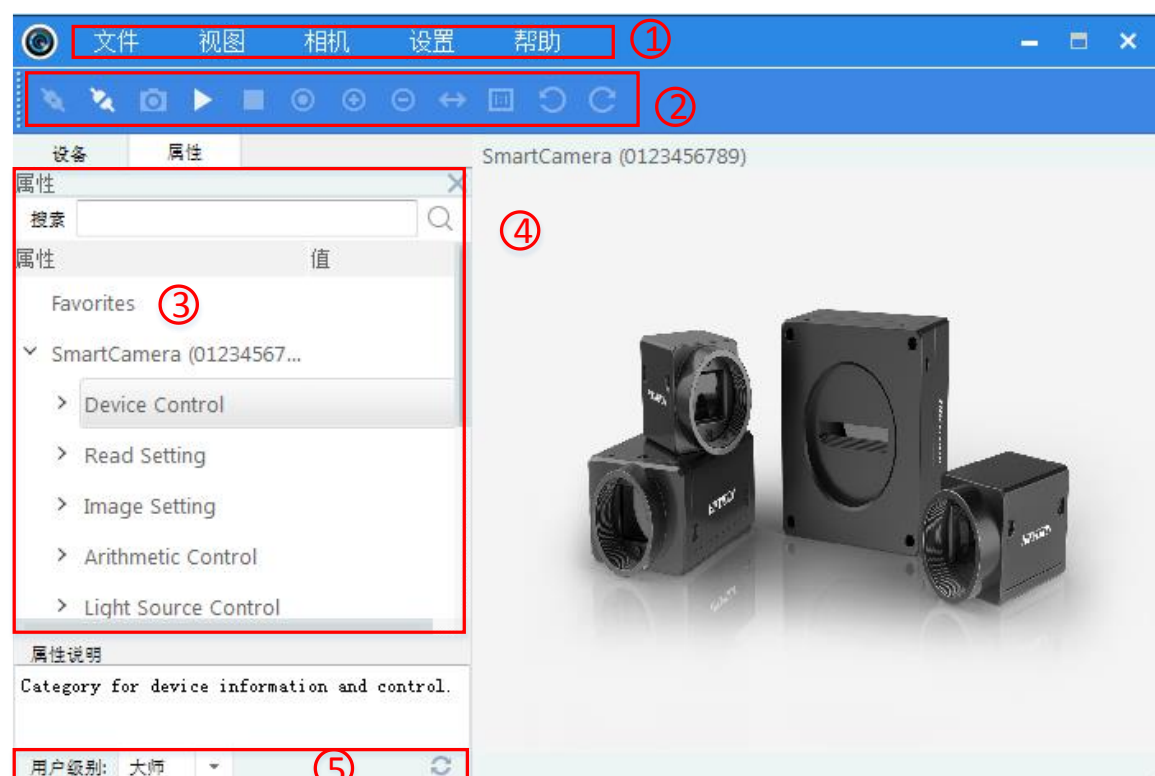 文件 视图 相机 设置 帮助 ①
②
设备 属性
SmartCamera (0123456789)
属性
搜索
④
属性 值
Favorites ③
SmartCamera (01234567...
Device Control
Read Setting
Image Setting
Arithmetic Control
Light Source Control
属性说明
Category for device information and control.
用户级别: 大师 ⑤